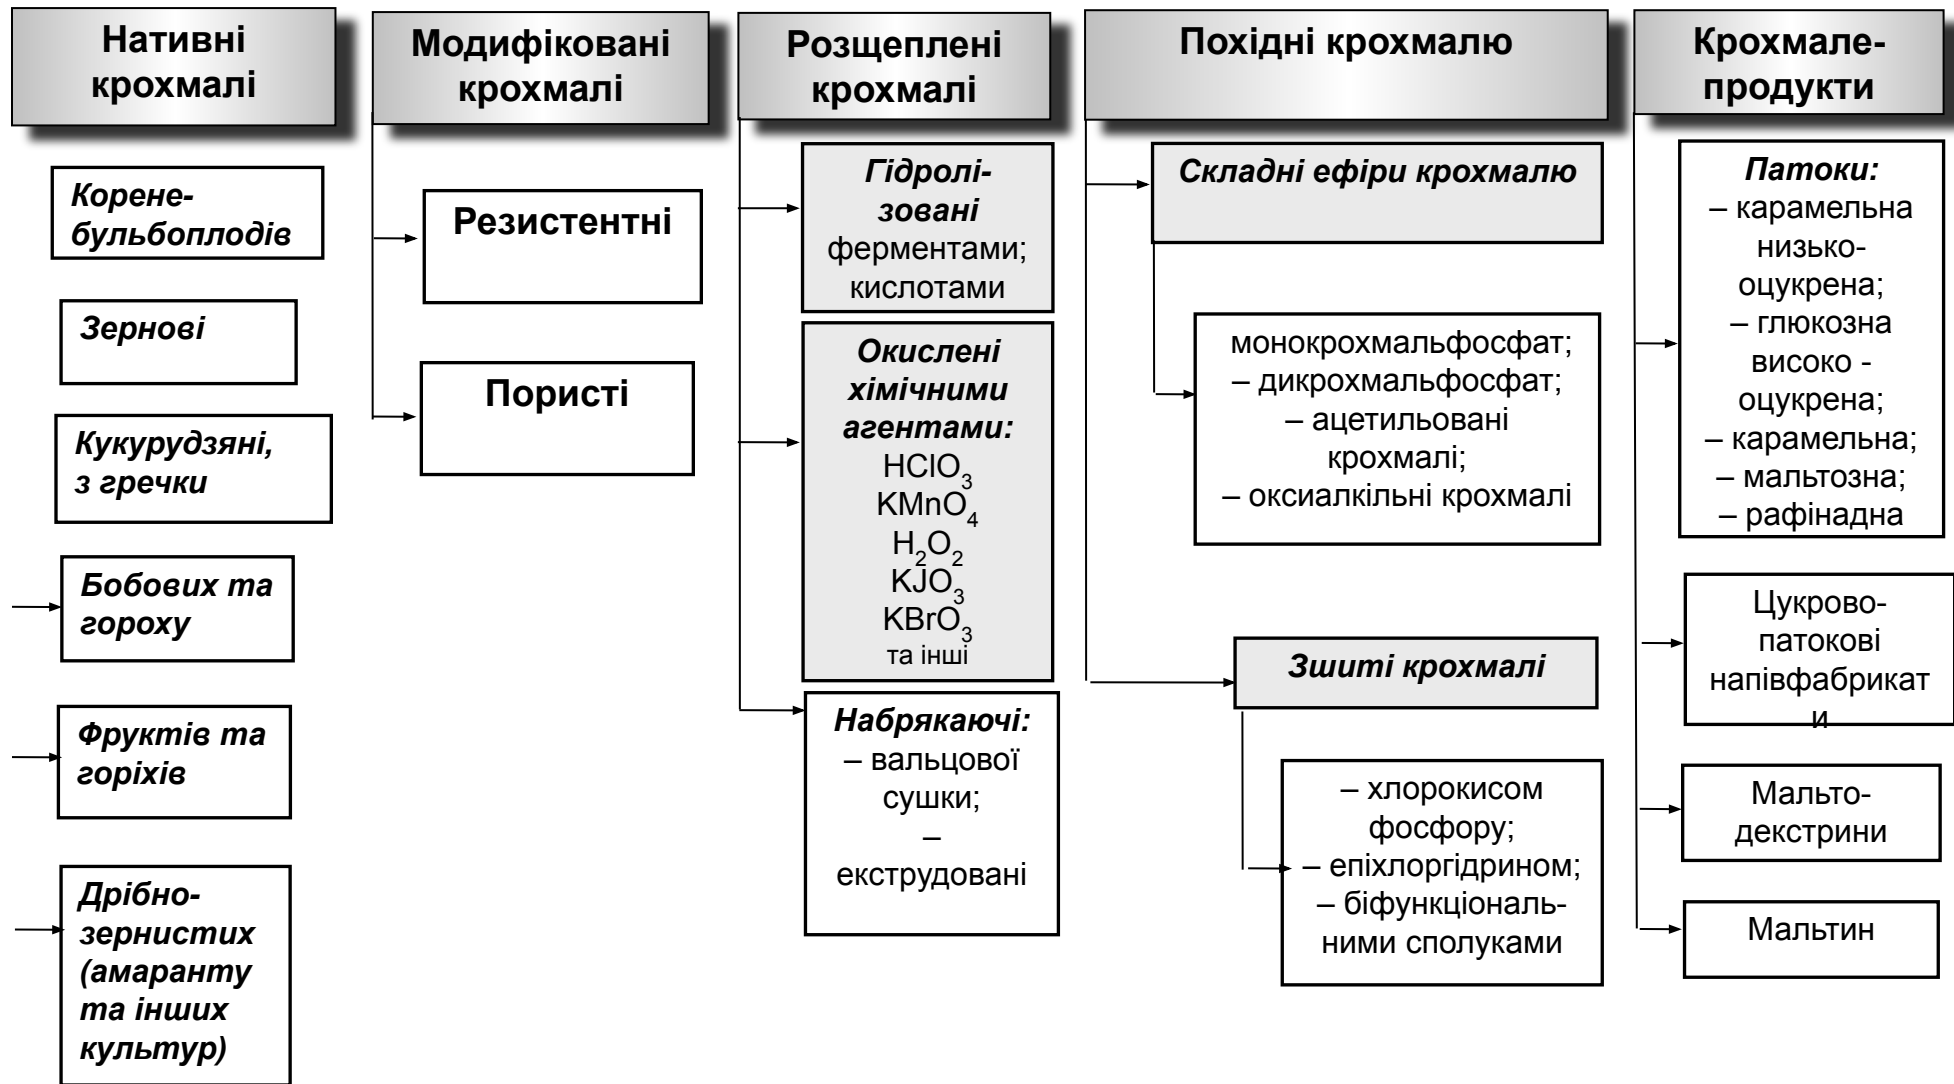 Нативні
крохмалі
Корене-
бульбоплодів
Зернові
Кукурудзяні,
з гречки
Бобових та
гороху
Фруктів та
горіхів
Дрібно-
зернистих
(амаранту
та інших
культур)
Модифіковані
крохмалі
Резистентні
Пористі
Розщеплені
крохмалі
Гідролі-
зовані
ферментами;
кислотами
Окислені
хімічними
агентами:
HClO₃
KMnO₄
H₂O₂
KJO₃
KBrO₃
та інші
Набрякаючі:
– вальцової
сушки;
–
екструдовані
Похідні крохмалю
Складні ефіри крохмалю
монокрохмальфосфат;
– дикрохмальфосфат;
– ацетильовані
крохмалі;
– оксиалкільні крохмалі
Зшиті крохмалі
– хлорокисом
фосфору;
– епіхлоргідрином;
– біфункціональ-
ними сполуками
Крохмале-
продукти
Патоки:
– карамельна
низько-
оцукрена;
– глюкозна
високо -
оцукрена;
– карамельна;
– мальтозна;
– рафінадна
Цукрово-
патокові
напівфабрикат
и
Мальто-
декстрини
Мальтин